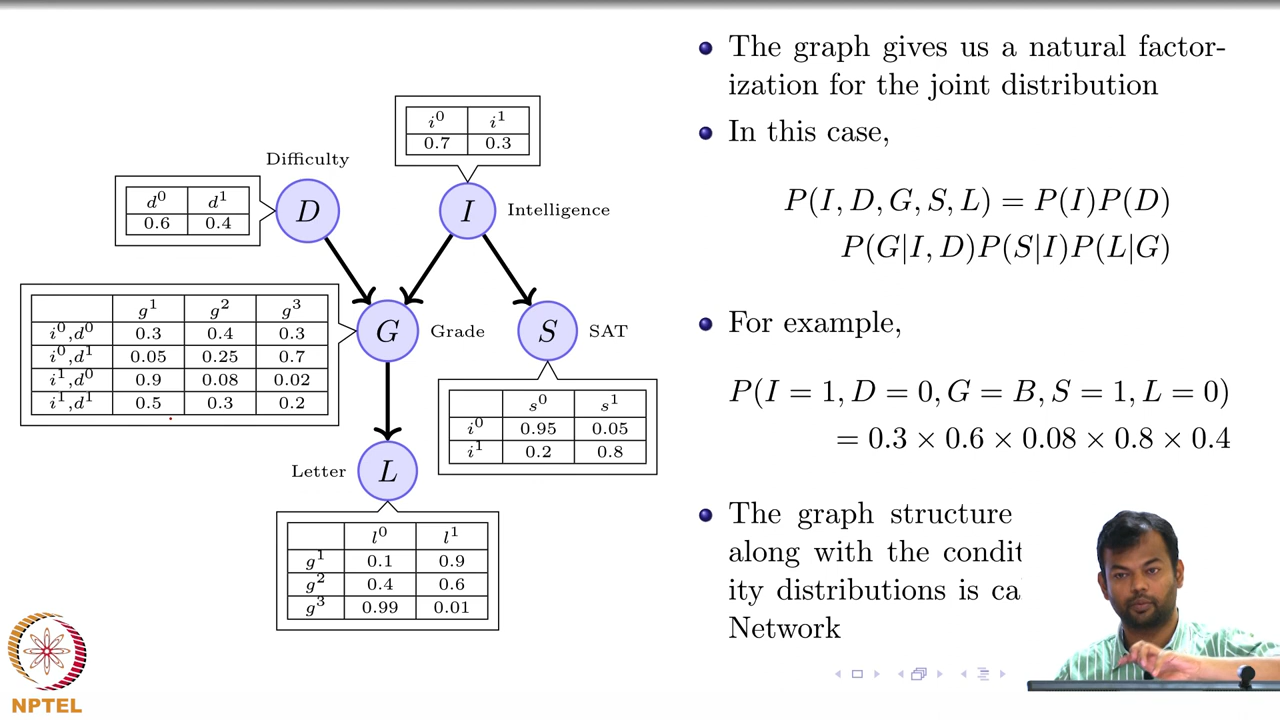 Difficulty
d⁰ d¹
0.6 0.4
D
i⁰ i¹
0.7 0.3
I
Intelligence
g¹ g² g³
i⁰,d⁰ 0.3 0.4 0.3
i⁰,d¹ 0.05 0.25 0.7
i¹,d⁰ 0.9 0.08 0.02
i¹,d¹ 0.5 0.3 0.2
G
Grade
S
SAT
s⁰ s¹
i⁰ 0.95 0.05
i¹ 0.2 0.8
Letter
L
l⁰ l¹
g¹ 0.1 0.9
g² 0.4 0.6
g³ 0.99 0.01
The graph gives us a natural factor-
ization for the joint distribution
In this case,
P(I, D, G, S, L) = P(I)P(D)
P(G|I, D)P(S|I)P(L|G)
For example,
P(I = 1, D = 0, G = B, S = 1, L = 0)
= 0.3 × 0.6 × 0.08 × 0.8 × 0.4
The graph structure
along with the condit
ity distributions is ca
Network
NPTEL